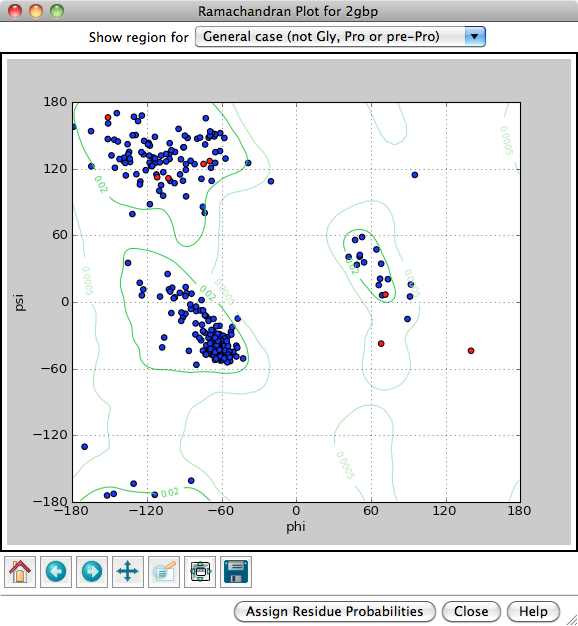 Ramachandran Plot for 2gbp
Show region for General case (not Gly, Pro or pre-Pro)
180
120
60
0
−60
−120
−180
psi
0.02
0.0005
0.0005
0.0005
0.02
0.02
0.0005
0.02
0.0005
−180 −120 −60 0 60 120 180
phi
Assign Residue Probabilities Close Help